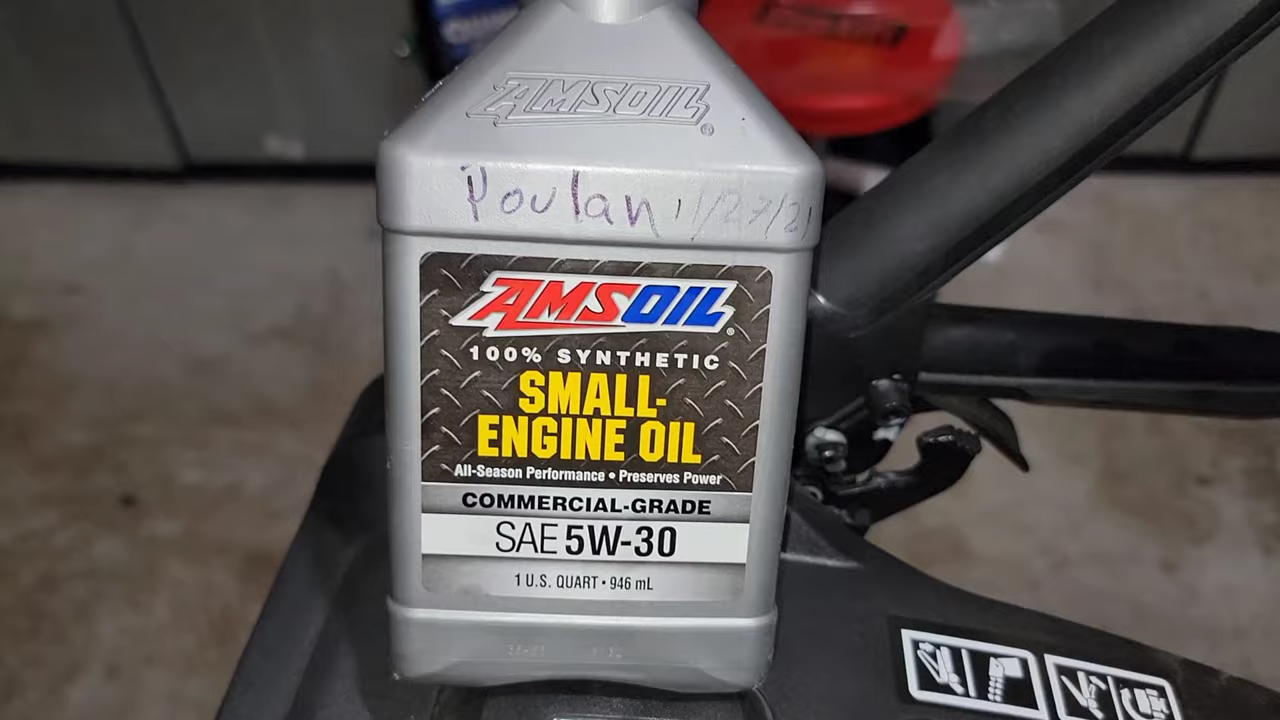 AMSOIL®
Poulan 11/27/21
AMSOIL®
100% SYNTHETIC
SMALL-
ENGINE OIL
All-Season Performance • Preserves Power
COMMERCIAL-GRADE
SAE 5W-30
1 U.S. QUART • 946 mL